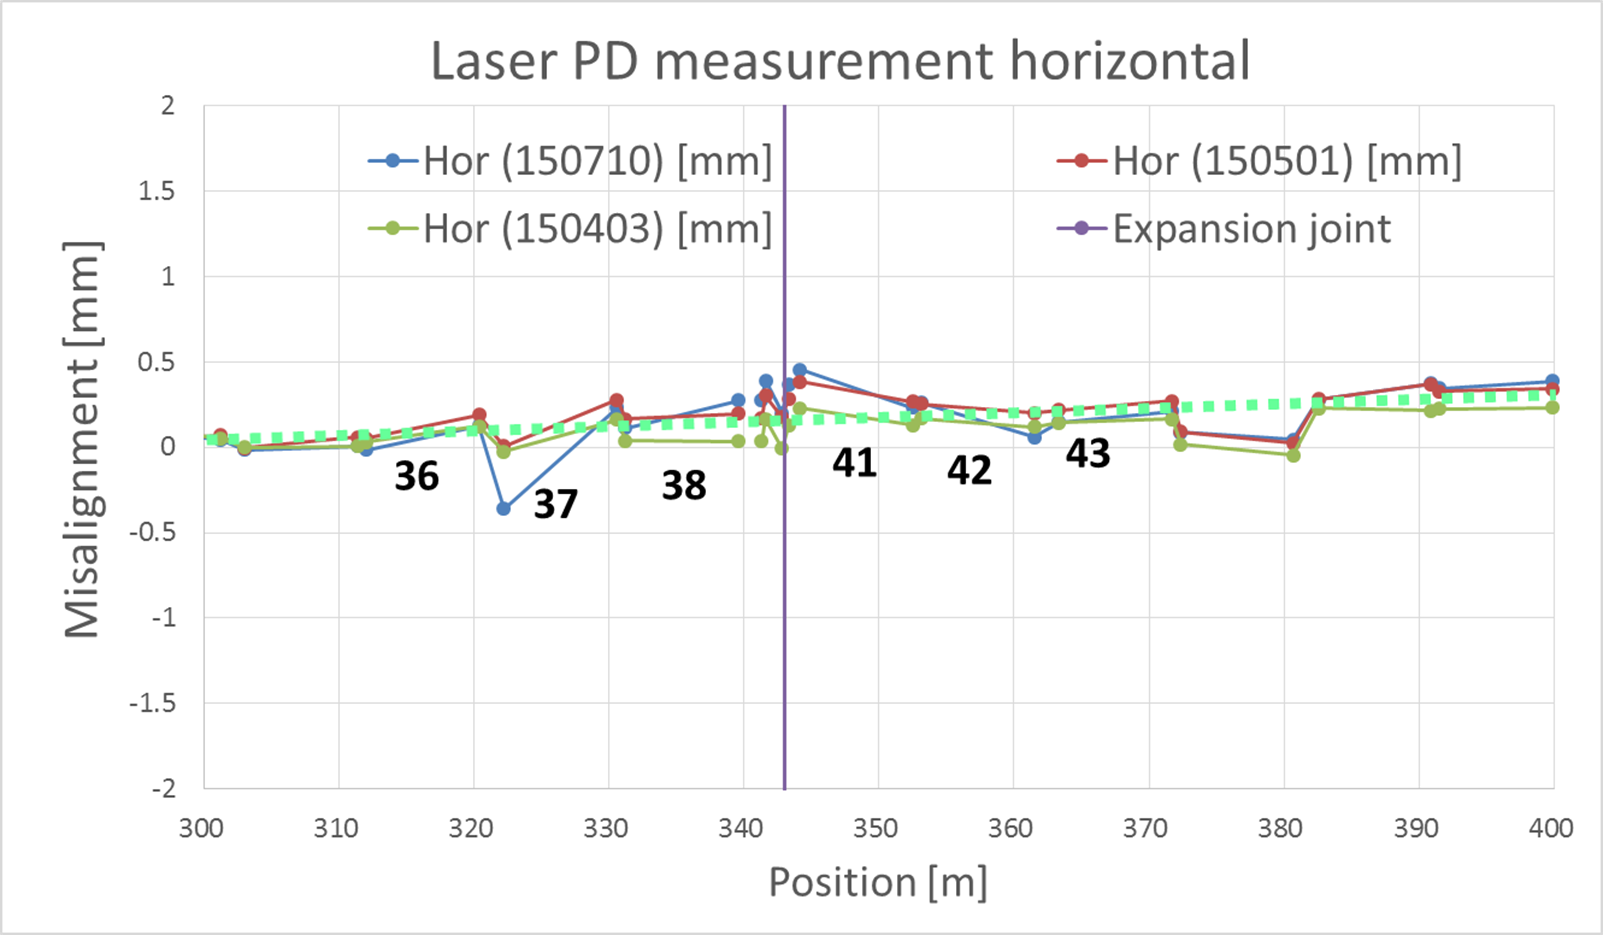 Laser PD measurement horizontal
2
Hor (150710) [mm]
Hor (150501) [mm]
1.5
Hor (150403) [mm]
Expansion joint
1
0.5
0
-0.5
-1
-1.5
-2
Misalignment [mm]
36
37
38
41
42
43
300 310 320 330 340 350 360 370 380 390 400
Position [m]